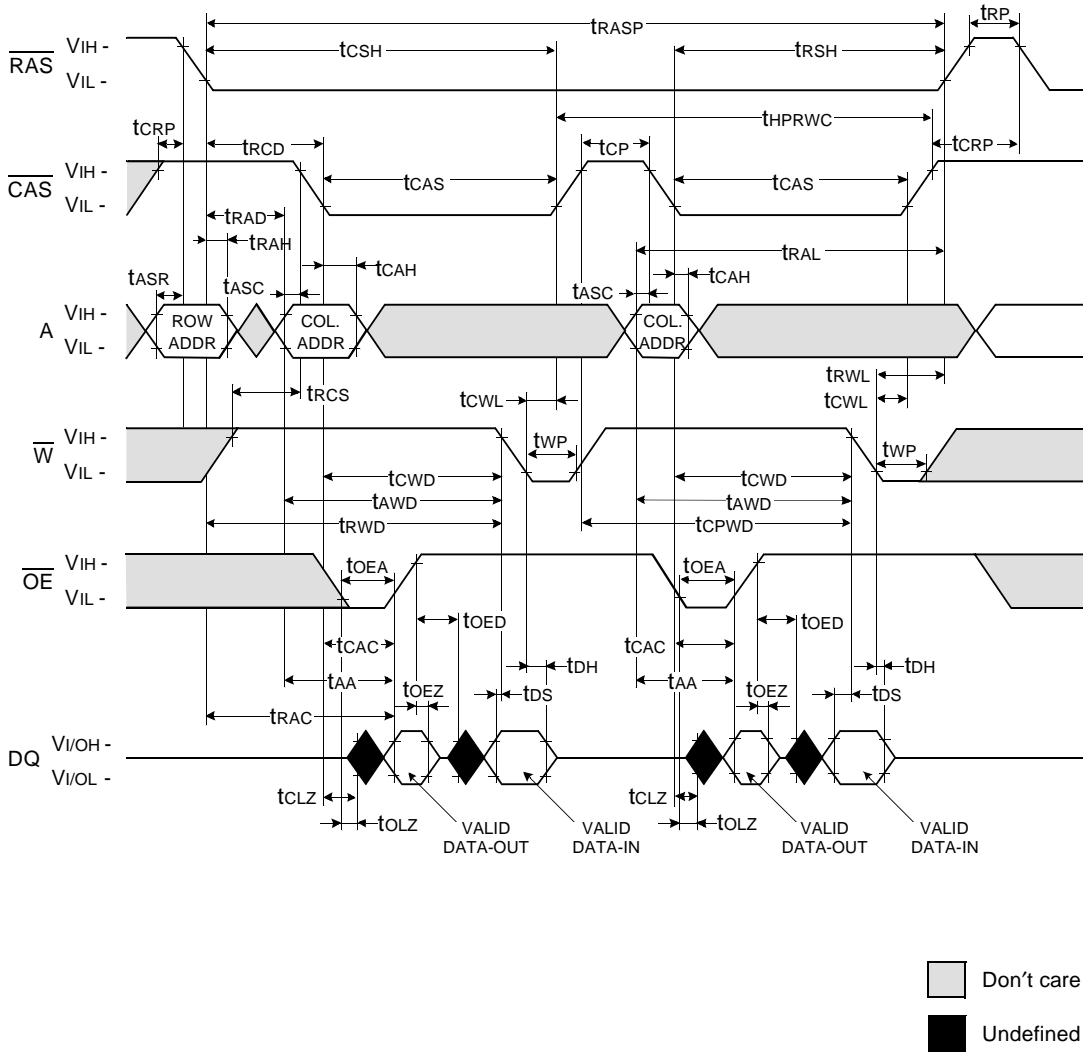 tRASP
tRP
VIH -
tCSH
tRSH
RAS
VIL -
tHPRWC
tCRP
tRCD
tCP
tCRP
VIH -
CAS
tCAS
tCAS
VIL -
tRAD
tRAH
tRAL
tCAH
tCAH
tASR
tASC
tASC
VIH -
A
ROW
ADDR
COL.
ADDR
COL.
ADDR
VIL -
tRWL
tRCS
tCWL
tCWL
VIH -
W
tWP
tWP
VIL -
tCWD
tCWD
tAWD
tAWD
tRWD
tCPWD
VIH -
OE
tOEA
tOEA
VIL -
tOED
tOED
tCAC
tCAC
tDH
tDH
tAA
tAA
tOEZ
tOEZ
tDS
tDS
tRAC
VI/OH -
DQ
VI/OL -
tCLZ
tCLZ
tOLZ
tOLZ
VALID
DATA-OUT
VALID
DATA-IN
VALID
DATA-OUT
VALID
DATA-IN
Don′t care
Undefined